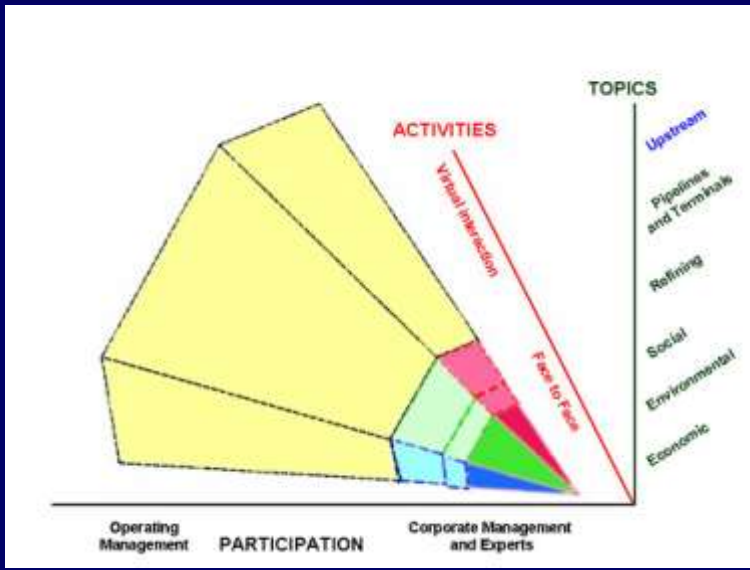 TOPICS
Upstream
ACTIVITIES
Virtual interaction
Pipelines
and Terminals
Refining
Social
Face to Face
Environmental
Economic
Operating
Management
PARTICIPATION
Corporate Management
and Experts